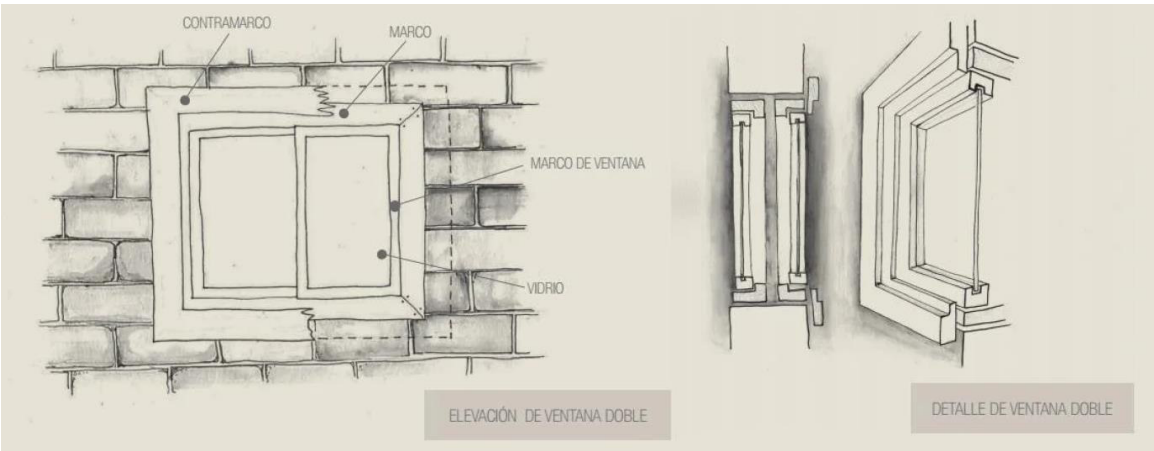 CONTRAMARCO
MARCO
MARCO DE VENTANA
VIDRIO
ELEVACIÓN DE VENTANA DOBLE
DETALLE DE VENTANA DOBLE